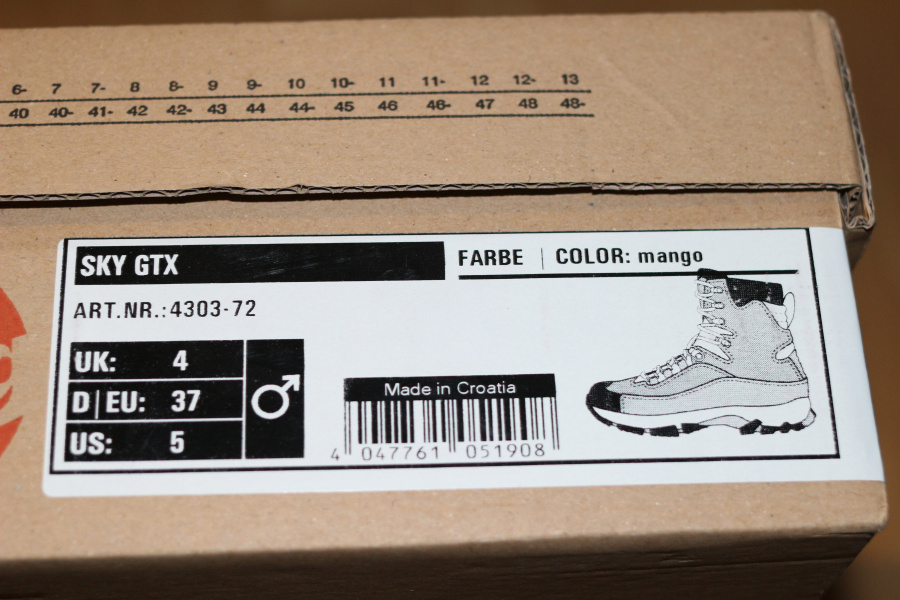 6- 7 7- 8 8- 9 9- 10 10- 11 11- 12 12- 13
40 40- 41- 42 42- 43 44 44- 45 46 46- 47 48 48-
SKY GTX
FARBE | COLOR: mango
ART.NR.:4303-72
UK: 4
D|EU: 37
US: 5
♂
Made in Croatia
4 047761 051908